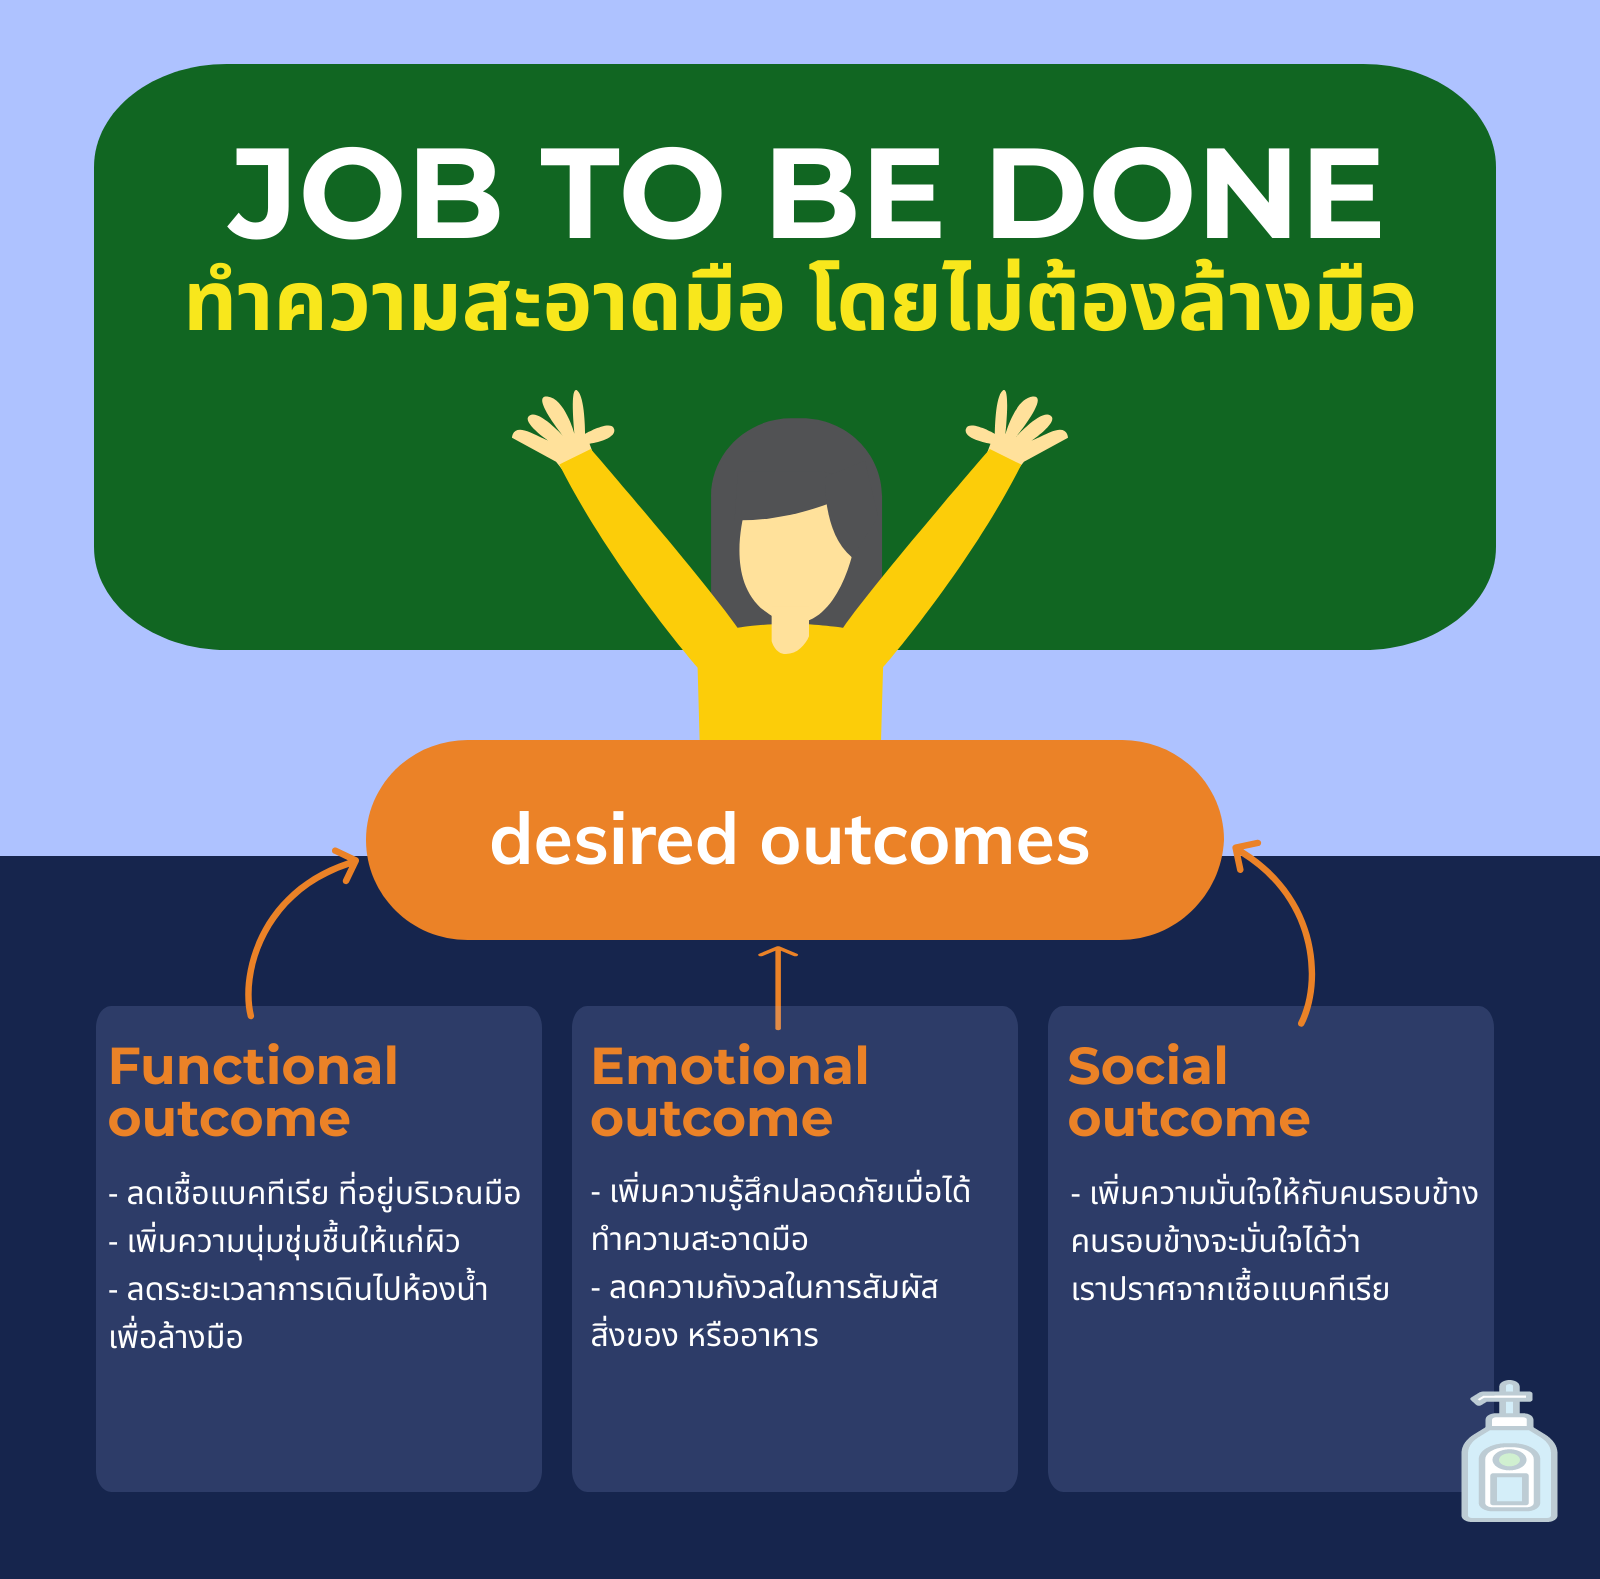 JOB TO BE DONE
ทำความสะอาดมือ โดยไม่ต้องล้างมือ
desired outcomes
Functional
outcome
- ลดเชื้อแบคทีเรีย ที่อยู่บริเวณมือ
- เพิ่มความนุ่มชุ่มชื้นให้แก่ผิว
- ลดระยะเวลาการเดินไปห้องน้ำ
เพื่อล้างมือ
Emotional
outcome
- เพิ่มความรู้สึกปลอดภัยเมื่อได้
ทำความสะอาดมือ
- ลดความกังวลในการสัมผัส
สิ่งของ หรืออาหาร
Social
outcome
- เพิ่มความมั่นใจให้กับคนรอบข้าง
คนรอบข้างจะมั่นใจได้ว่า
เราปราศจากเชื้อแบคทีเรีย